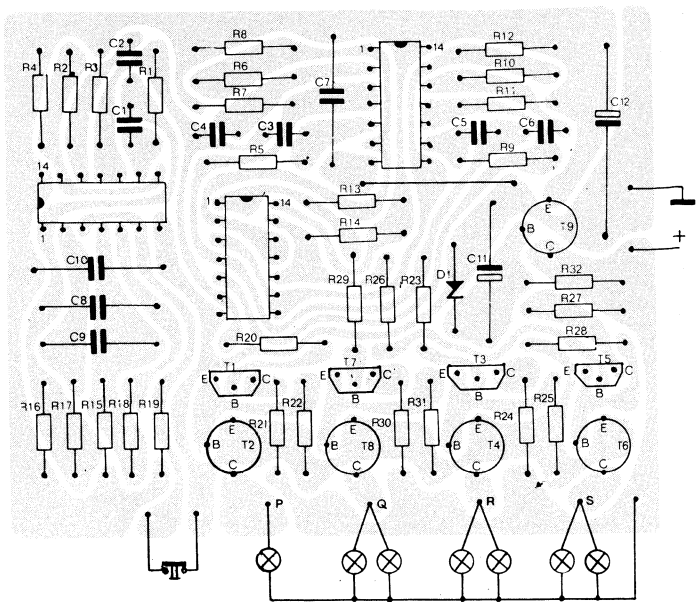 R8
R12
C2
1
14
R4
R2
R3
R1
R6
R10
R7
C7
R11
C12
C1
C4
C3
C5
C6
R5
R9
14
1
1
14
R13
E
R14
B
T9
C
+
C10
C11
D1
R29
R26
R23
R32
C8
R27
C9
R20
R28
T1
T7
T3
T5
E
C
E
C
E
C
E
C
B
B
B
B
R16
R17
R15
R18
R19
R21
R22
R30
R31
R24
R25
E
E
E
E
B
T2
B
T8
B
T4
B
T6
C
C
C
C
P
Q
R
S